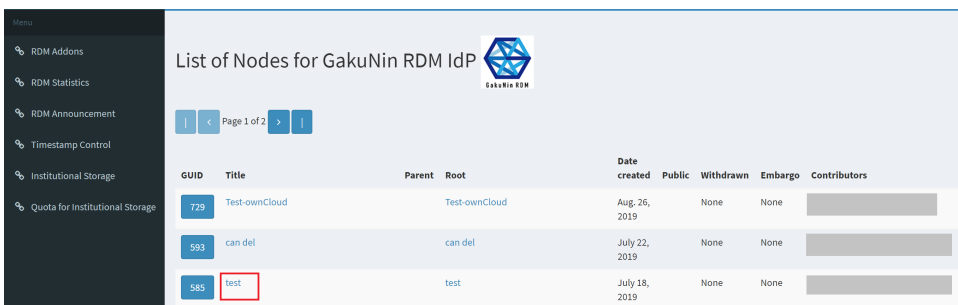 Menu
RDM Addons
RDM Statistics
RDM Announcement
Timestamp Control
Institutional Storage
Quota for Institutional Storage
List of Nodes for GakuNin RDM IdP
GakuNin RDM
| < Page 1 of 2 > |
GUID Title Parent Root Date created Public Withdrawn Embargo Contributors
729 Test-ownCloud Test-ownCloud Aug. 26, 2019 None None
593 can del can del July 22, 2019 None None
585 test test July 18, 2019 None None